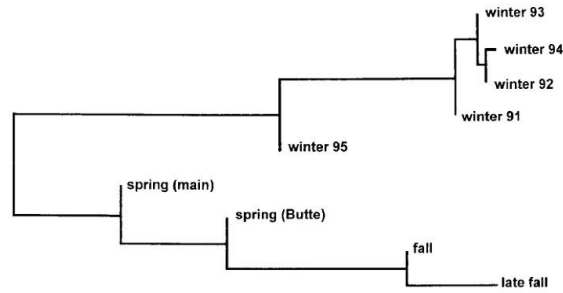 winter 93
winter 94
winter 92
winter 91
winter 95
spring (main)
spring (Butte)
fall
late fall